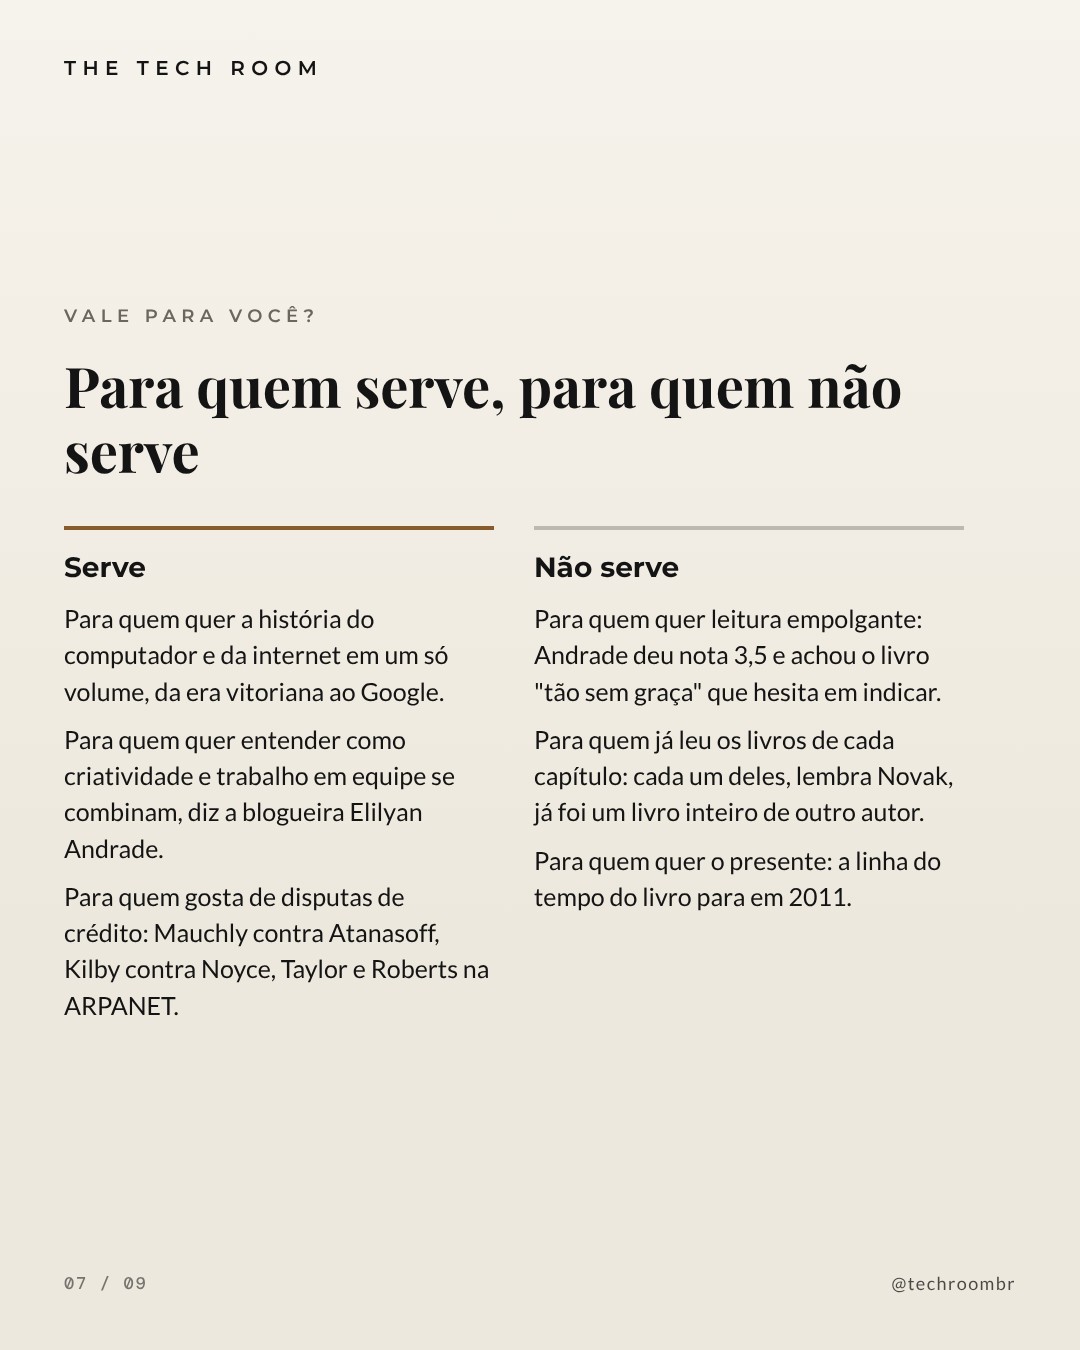 THE TECH ROOM
VALE PARA VOCÊ?
Para quem serve, para quem não
serve
Serve
Para quem quer a história do
computador e da internet em um só
volume, da era vitoriana ao Google.
Para quem quer entender como
criatividade e trabalho em equipe se
combinam, diz a blogueira Elilyan
Andrade.
Para quem gosta de disputas de
crédito: Mauchly contra Atanasoff,
Kilby contra Noyce, Taylor e Roberts na
ARPANET.
Não serve
Para quem quer leitura empolgante:
Andrade deu nota 3,5 e achou o livro
"tão sem graça" que hesita em indicar.
Para quem já leu os livros de cada
capítulo: cada um deles, lembra Novak,
já foi um livro inteiro de outro autor.
Para quem quer o presente: a linha do
tempo do livro para em 2011.
07 / 09
@techroombr